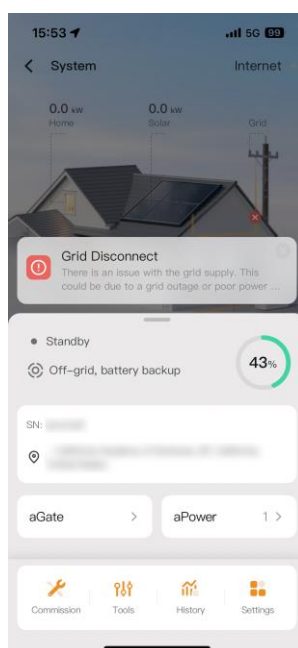 15:53
5G 99
System
Internet
0.0 kW
0.0 kW
Home
Solar
Grid
Grid Disconnect
There is an issue with the grid supply. This
could be due to a grid outage or poor power ...
Standby
Off-grid, battery backup
43%
SN:
aGate
aPower 1
Commission
Tools
History
Settings